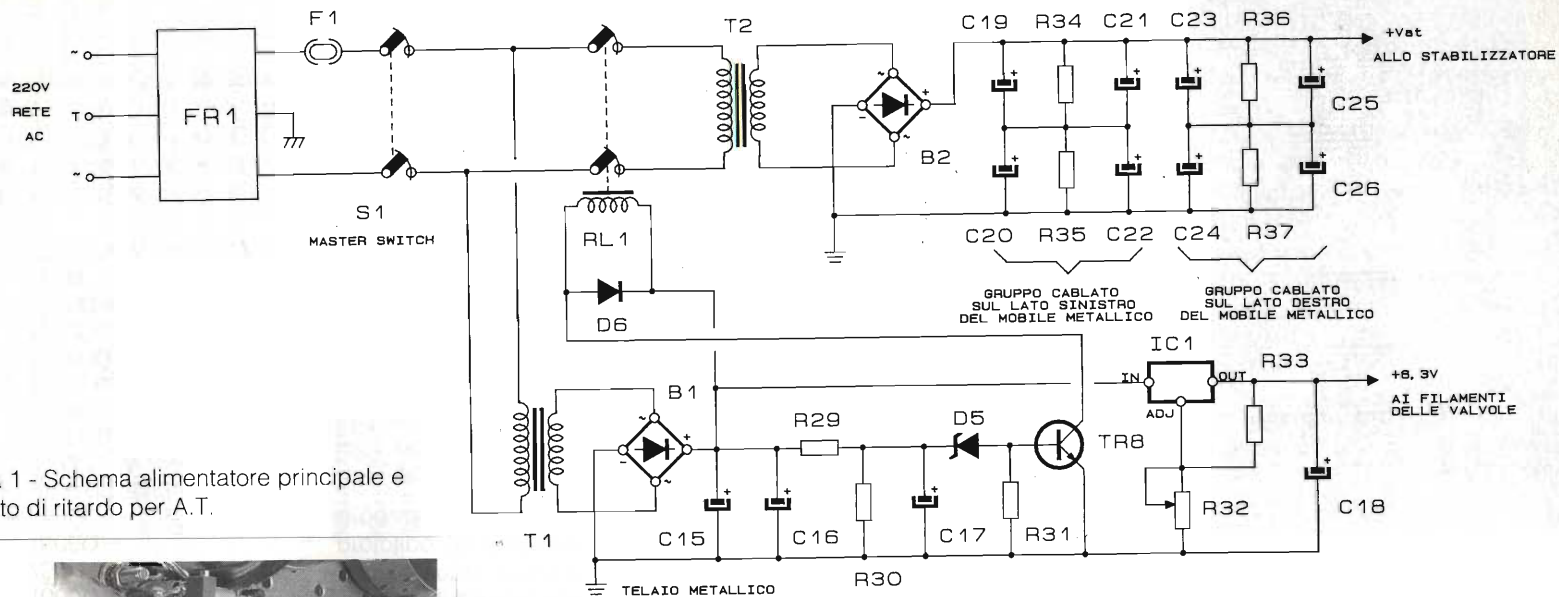 F1
T2
C19
R34
C21
C23
R36
+Vat
ALLO STABILIZZATORE
~
220V
RETE
AC
T
~
FR1
S1
MASTER SWITCH
RL1
D6
~
-
+
~
B2
+
+
+
+
C25
+
+
+
+
C26
C20
R35
C22
C24
R37
GRUPPO CABLATO
SUL LATO SINISTRO
DEL MOBILE METALLICO
GRUPPO CABLATO
SUL LATO DESTRO
DEL MOBILE METALLICO
IC1
IN
OUT
ADJ
R33
+6,3V
AI FILAMENTI
DELLE VALVOLE
B1
~
-
+
~
R29
D5
TR8
T1
+
C15
+
C16
R30
+
C17
R31
R32
+
C18
TELAIO METALLICO
1 - Schema alimentatore principale e
to di ritardo per A.T.